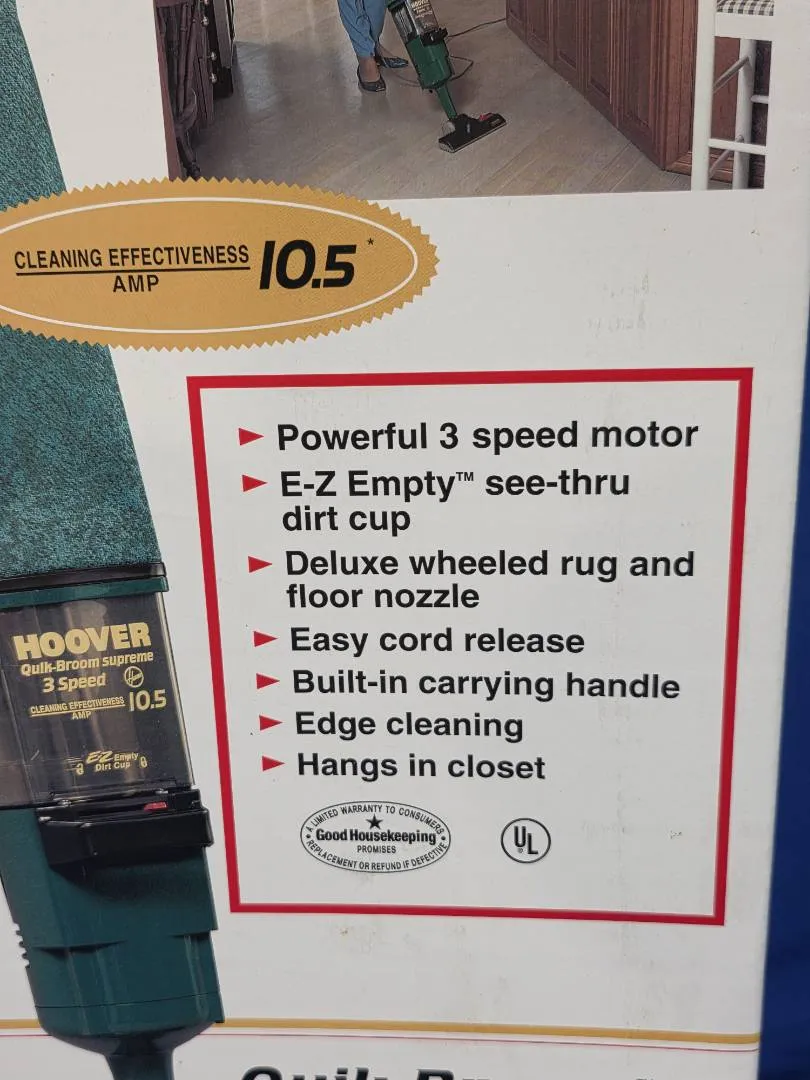 CLEANING EFFECTIVENESS
AMP
10.5*
► Powerful 3 speed motor
► E-Z Empty™ see-thru
dirt cup
► Deluxe wheeled rug and
floor nozzle
► Easy cord release
► Built-in carrying handle
► Edge cleaning
► Hangs in closet
A LIMITED WARRANTY TO CONSUMERS
Good Housekeeping
PROMISES
REPLACEMENT OR REFUND IF DEFECTIVE
UL
HOOVER
Quik-Broom supreme
3 Speed
CLEANING EFFECTIVENESS
AMP
10.5
E-Z Empty
Dirt Cup